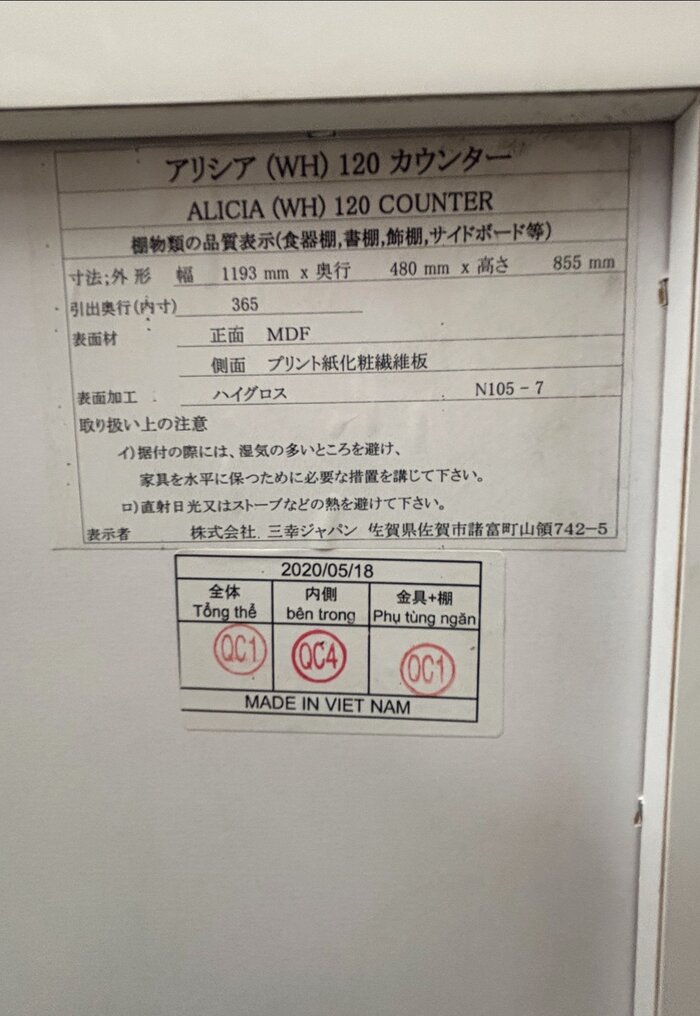 アリシア (WH) 120 カウンター
ALICIA (WH) 120 COUNTER
棚物類の品質表示(食器棚,書棚,飾棚,サイドボード等)
寸法;外形 幅 1193 mm x 奥行 480 mm x 高さ 855 mm
引出奥行(内寸) 365
表面材 正面 MDF
側面 プリント紙化粧繊維板
表面加工 ハイグロス N105-7
取り扱い上の注意
イ)据付の際には、湿気の多いところを避け、
家具を水平に保つために必要な措置を講じて下さい。
ロ)直射日光又はストーブなどの熱を避けて下さい。
表示者 株式会社 三幸ジャパン 佐賀県佐賀市諸富町山領742-5
2020/05/18
全体 内側 金具+棚
Tổng thể bên trong Phụ tùng ngăn
QC1 QC4 QC1
MADE IN VIET NAM